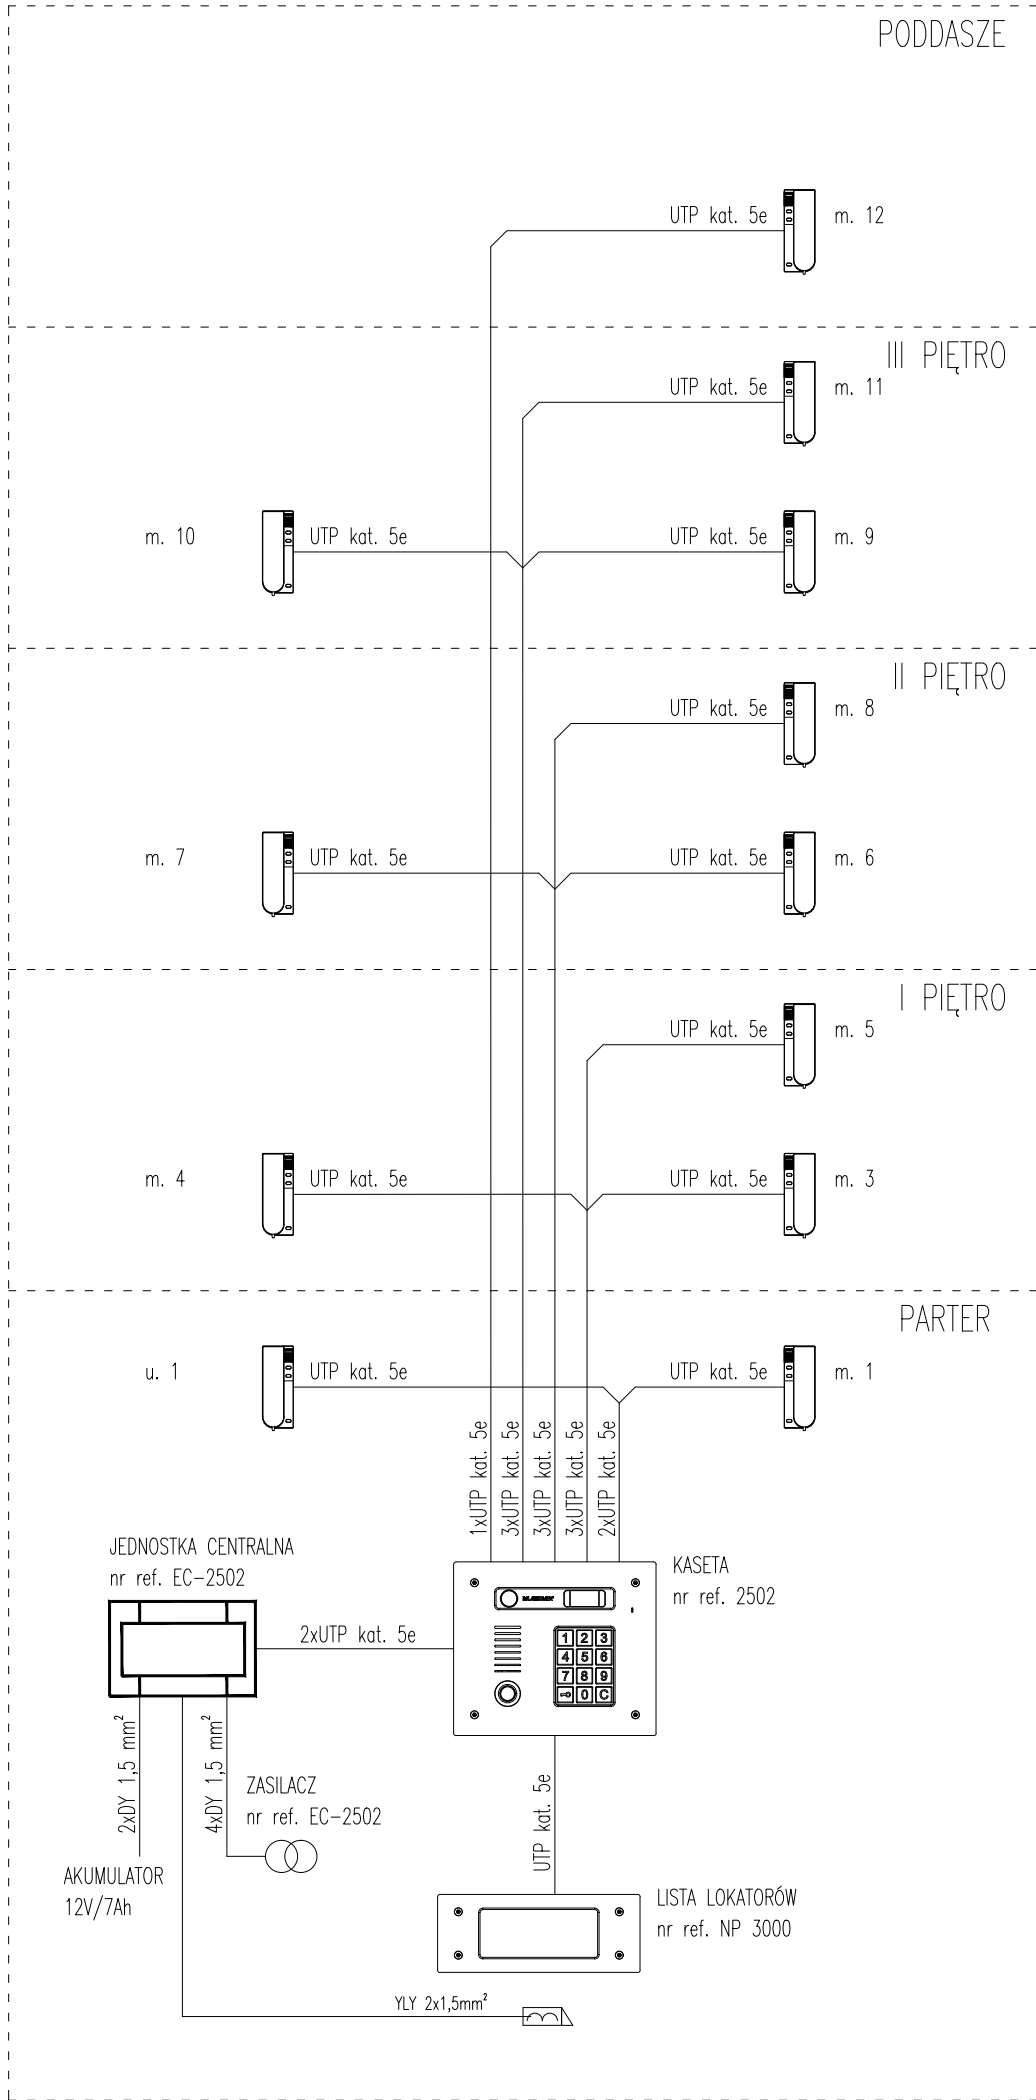 PODDASZE
UTP kat. 5e
m. 12
III PIĘTRO
UTP kat. 5e
m. 11
m. 10
UTP kat. 5e
UTP kat. 5e
m. 9
II PIĘTRO
UTP kat. 5e
m. 8
m. 7
UTP kat. 5e
UTP kat. 5e
m. 6
I PIĘTRO
UTP kat. 5e
m. 5
m. 4
UTP kat. 5e
UTP kat. 5e
m. 3
PARTER
u. 1
UTP kat. 5e
UTP kat. 5e
m. 1
1xUTP kat. 5e
3xUTP kat. 5e
3xUTP kat. 5e
3xUTP kat. 5e
2xUTP kat. 5e
JEDNOSTKA CENTRALNA
nr ref. EC-2502
KASETA
nr ref. 2502
2xUTP kat. 5e
1 2 3
4 5 6
7 8 9
0 C
2xDY 1,5 mm²
4xDY 1,5 mm²
ZASILACZ
nr ref. EC-2502
UTP kat. 5e
AKUMULATOR
12V/7Ah
LISTA LOKATORÓW
nr ref. NP 3000
YLY 2x1,5mm²